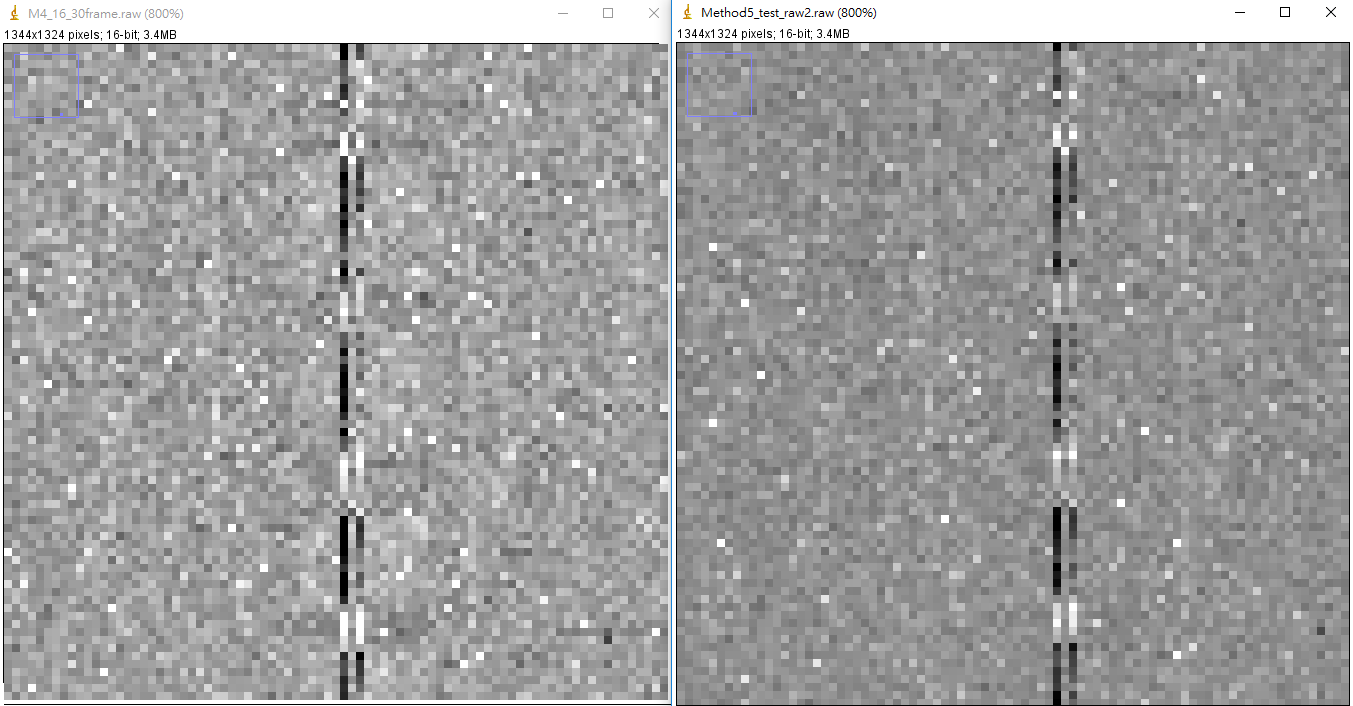 M4_16_30frame.raw (800%)
1344x1324 pixels; 16-bit; 3.4MB
Method5_test_raw2.raw (800%)
1344x1324 pixels; 16-bit; 3.4MB